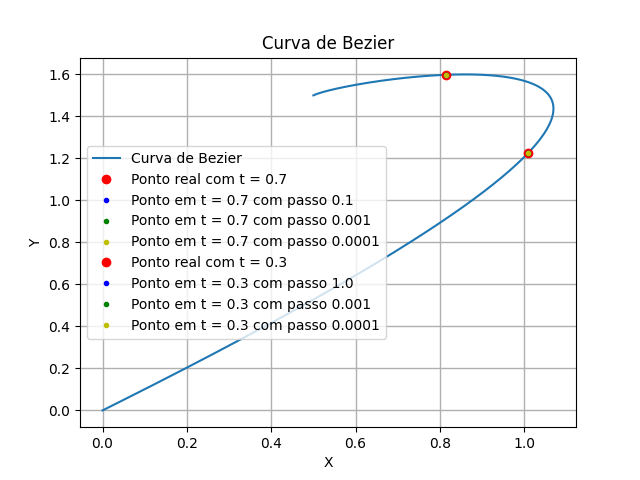 Curva de Bezier
1.6
1.4
1.2
1.0
0.8
0.6
0.4
0.2
0.0
Y
Curva de Bezier
Ponto real com t = 0.7
Ponto em t = 0.7 com passo 0.1
Ponto em t = 0.7 com passo 0.001
Ponto em t = 0.7 com passo 0.0001
Ponto real com t = 0.3
Ponto em t = 0.3 com passo 1.0
Ponto em t = 0.3 com passo 0.001
Ponto em t = 0.3 com passo 0.0001
0.0 0.2 0.4 0.6 0.8 1.0
X